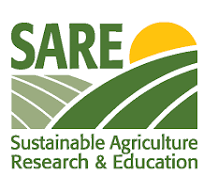 SARE
Sustainable Agriculture
Research & Education